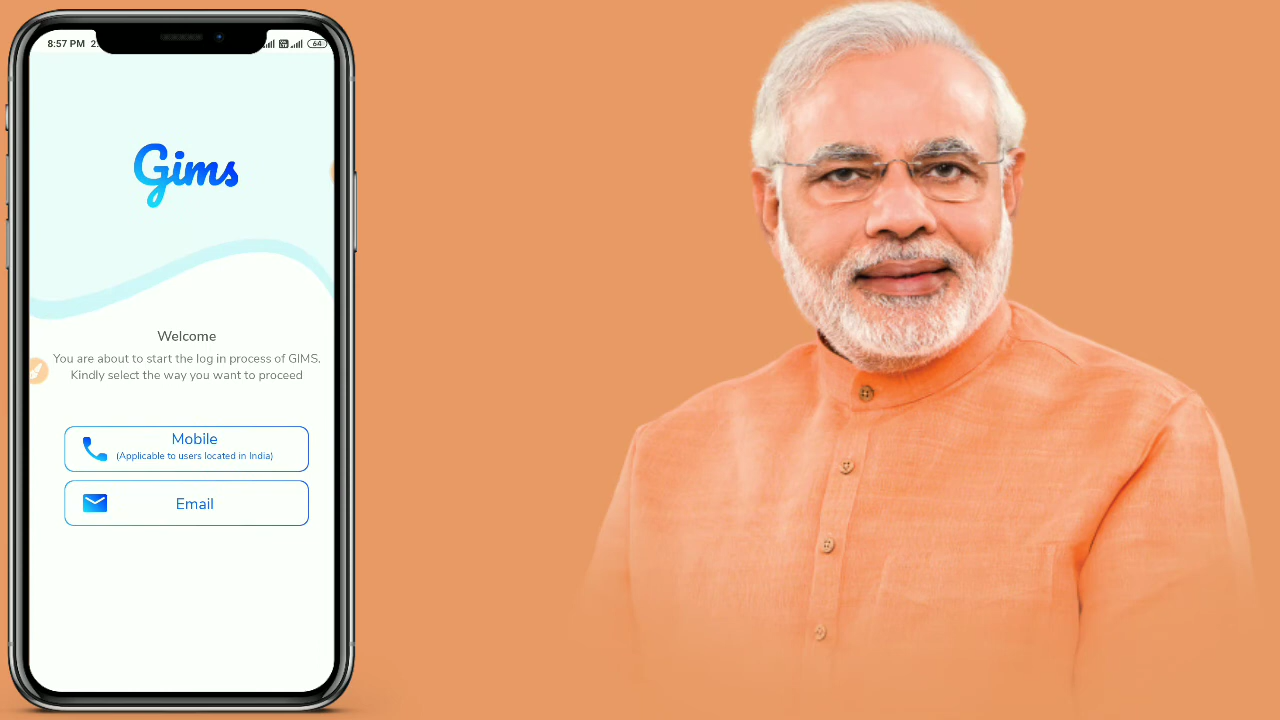 8:57 PM
64
Gims
Welcome
You are about to start the log in process of GIMS.
Kindly select the way you want to proceed
Mobile
(Applicable to users located in India)
Email